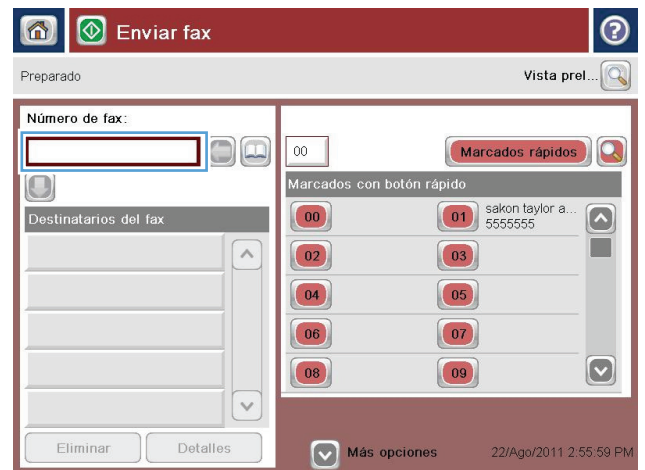 Enviar fax
?
Preparado
Vista prel...
Número de fax:
00
Marcados rápidos
Marcados con botón rápido
Destinatarios del fax
00
01
sakon taylor a...
5555555
02
03
04
05
06
07
08
09
Eliminar
Detalles
Más opciones
22/Ago/2011 2:55:59 PM